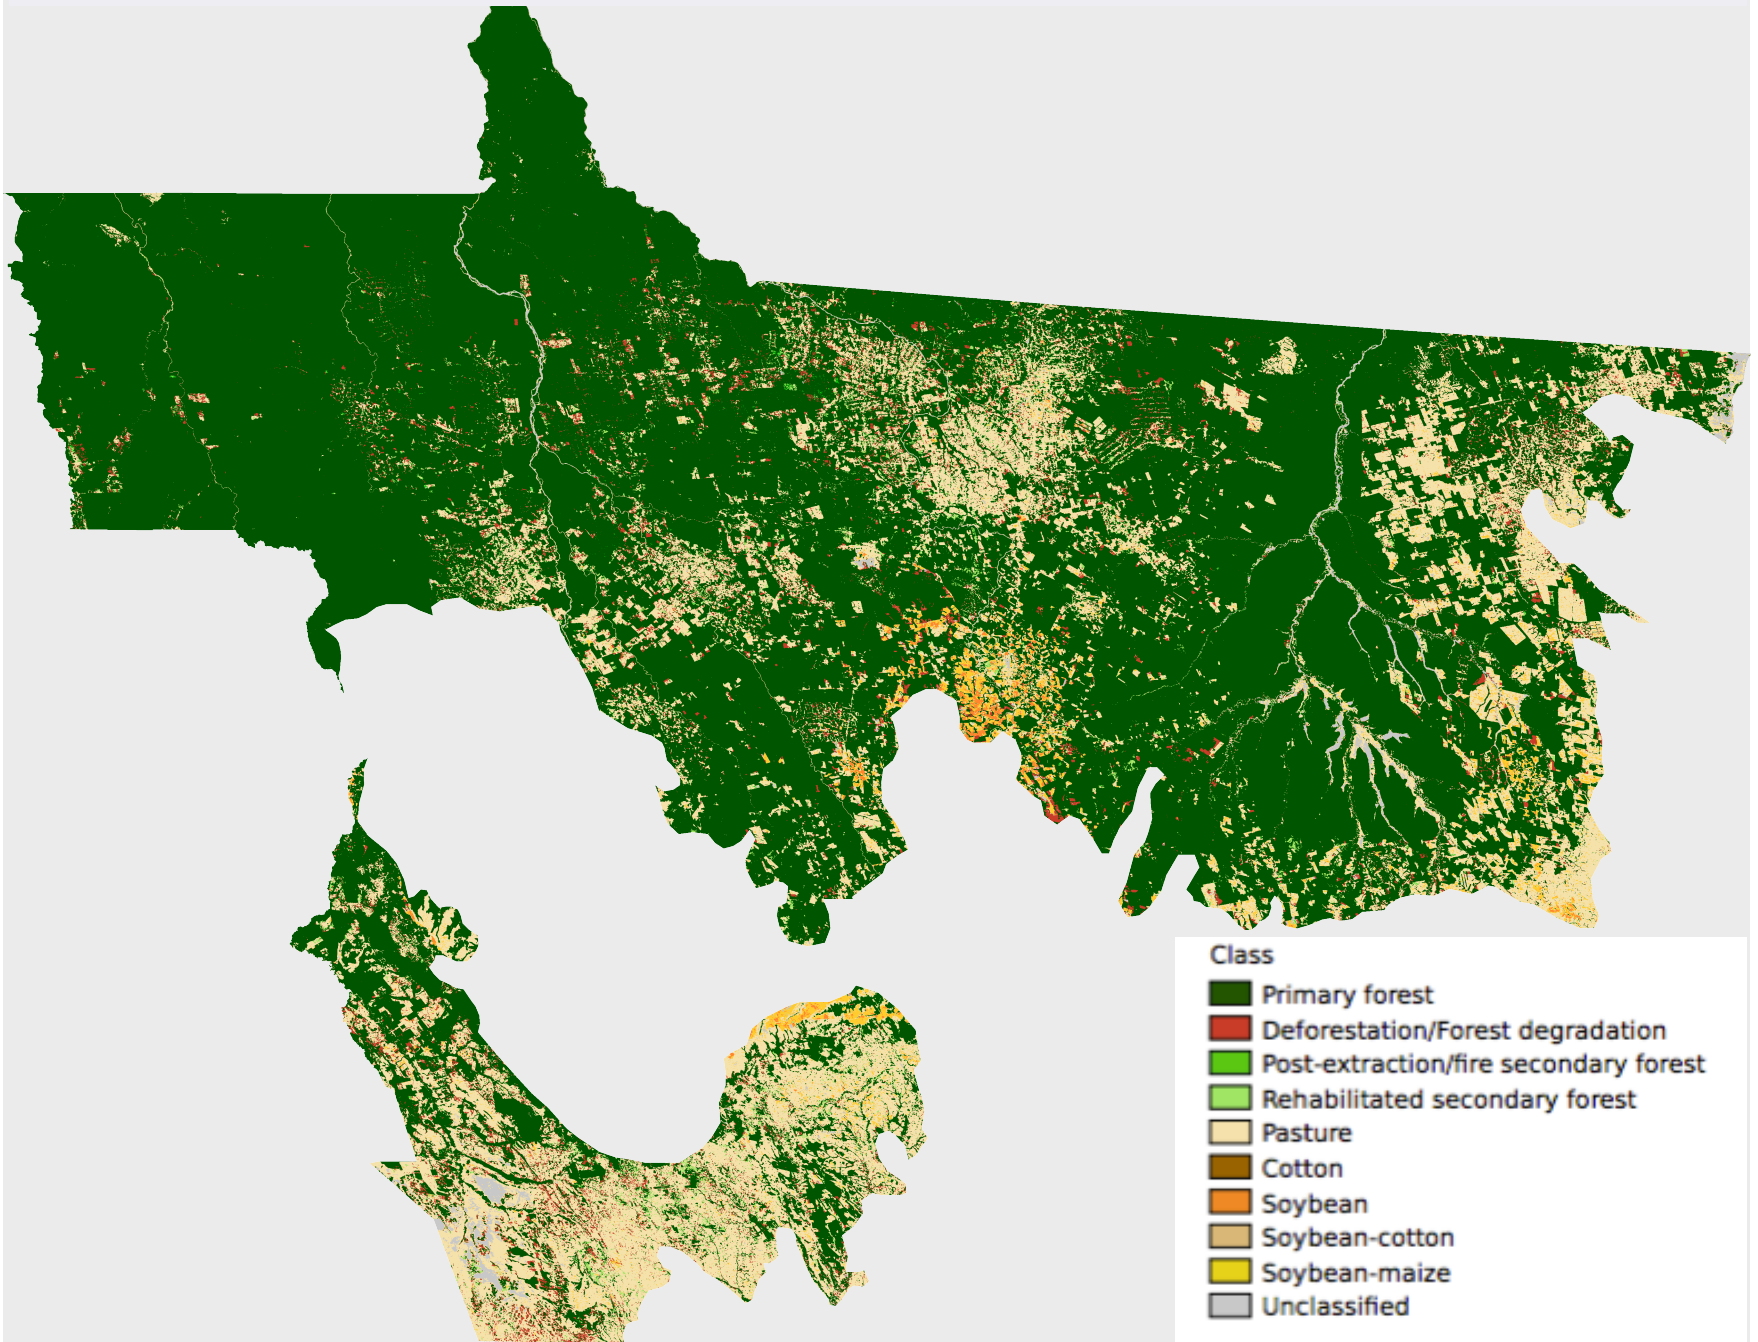 Class
Primary forest
Deforestation/Forest degradation
Post-extraction/fire secondary forest
Rehabilitated secondary forest
Pasture
Cotton
Soybean
Soybean-cotton
Soybean-maize
Unclassified